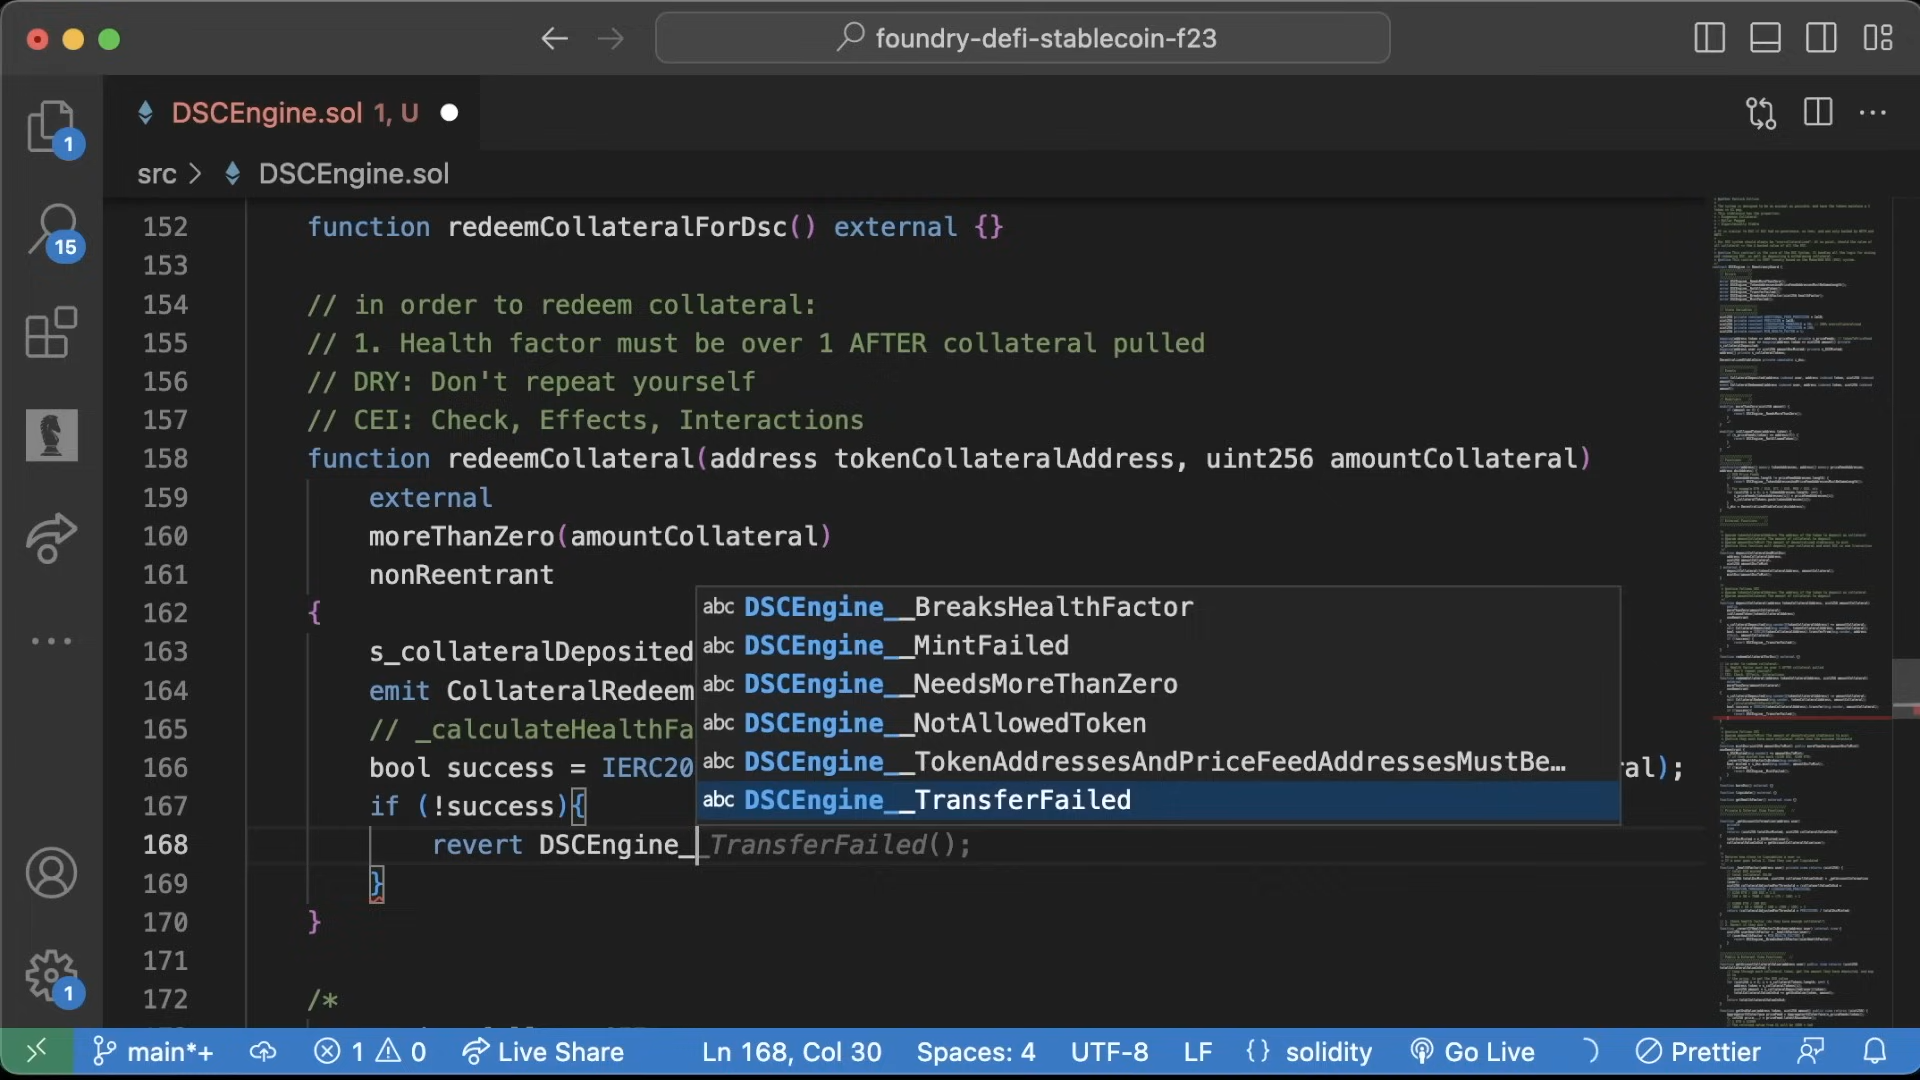 foundry-defi-stablecoin-f23
DSCEngine.sol 1, U
src > DSCEngine.sol
1
15
1
152 function redeemCollateralForDsc() external {}
153
154 // in order to redeem collateral:
155 // 1. Health factor must be over 1 AFTER collateral pulled
156 // DRY: Don't repeat yourself
157 // CEI: Check, Effects, Interactions
158 function redeemCollateral(address tokenCollateralAddress, uint256 amountCollateral)
159 external
160 moreThanZero(amountCollateral)
161 nonReentrant
162 {
163 s_collateralDeposited
164 emit CollateralRedeem
165 // _calculateHealthFa
166 bool success = IERC20 ral);
167 if (!success){
168 revert DSCEngine__TransferFailed();
169 }
170 }
171
172 /*
abc DSCEngine__BreaksHealthFactor
abc DSCEngine__MintFailed
abc DSCEngine__NeedsMoreThanZero
abc DSCEngine__NotAllowedToken
abc DSCEngine__TokenAddressesAndPriceFeedAddressesMustBe…
abc DSCEngine__TransferFailed
main*+ 1 0 Live Share Ln 168, Col 30 Spaces: 4 UTF-8 LF {} solidity Go Live Prettier